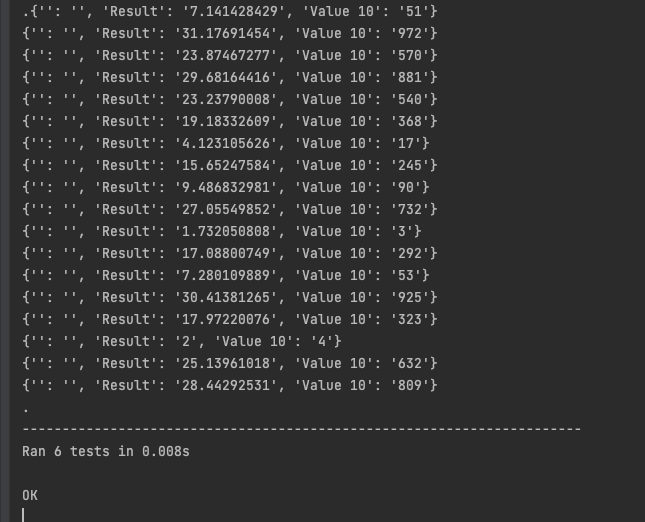 .{'': '', 'Result': '7.141428429', 'Value 10': '51'}
{'': '', 'Result': '31.17691454', 'Value 10': '972'}
{'': '', 'Result': '23.87467277', 'Value 10': '570'}
{'': '', 'Result': '29.68164416', 'Value 10': '881'}
{'': '', 'Result': '23.23790008', 'Value 10': '540'}
{'': '', 'Result': '19.18332609', 'Value 10': '368'}
{'': '', 'Result': '4.123105626', 'Value 10': '17'}
{'': '', 'Result': '15.65247584', 'Value 10': '245'}
{'': '', 'Result': '9.486832981', 'Value 10': '90'}
{'': '', 'Result': '27.05549852', 'Value 10': '732'}
{'': '', 'Result': '1.732050808', 'Value 10': '3'}
{'': '', 'Result': '17.08800749', 'Value 10': '292'}
{'': '', 'Result': '7.280109889', 'Value 10': '53'}
{'': '', 'Result': '30.41381265', 'Value 10': '925'}
{'': '', 'Result': '17.97220076', 'Value 10': '323'}
{'': '', 'Result': '2', 'Value 10': '4'}
{'': '', 'Result': '25.13961018', 'Value 10': '632'}
{'': '', 'Result': '28.44292531', 'Value 10': '809'}
.
----------------------------------------------------------------------
Ran 6 tests in 0.008s
OK